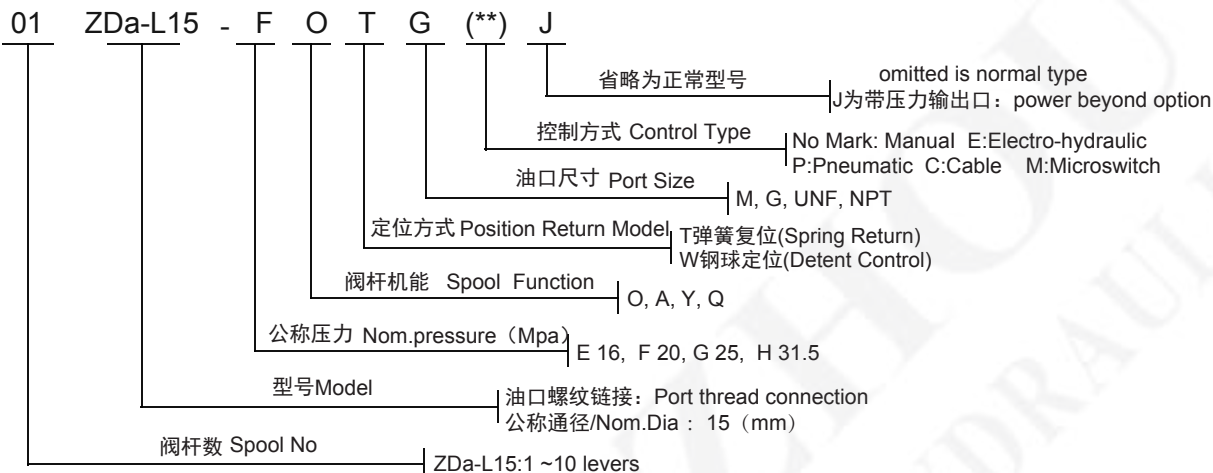 01 ZDa-L15 - F O T G (**) J
省略为正常型号 omitted is normal type
J为带压力输出口：power beyond option
控制方式 Control Type No Mark: Manual E:Electro-hydraulic
P:Pneumatic C:Cable M:Microswitch
油口尺寸 Port Size M, G, UNF, NPT
定位方式 Position Return Model T弹簧复位(Spring Return)
W钢球定位(Detent Control)
阀杆机能 Spool Function O, A, Y, Q
公称压力 Nom.pressure（Mpa） E 16, F 20, G 25, H 31.5
型号Model 油口螺纹链接：Port thread connection
公称通径/Nom.Dia：15（mm）
阀杆数 Spool No ZDa-L15:1 ~10 levers